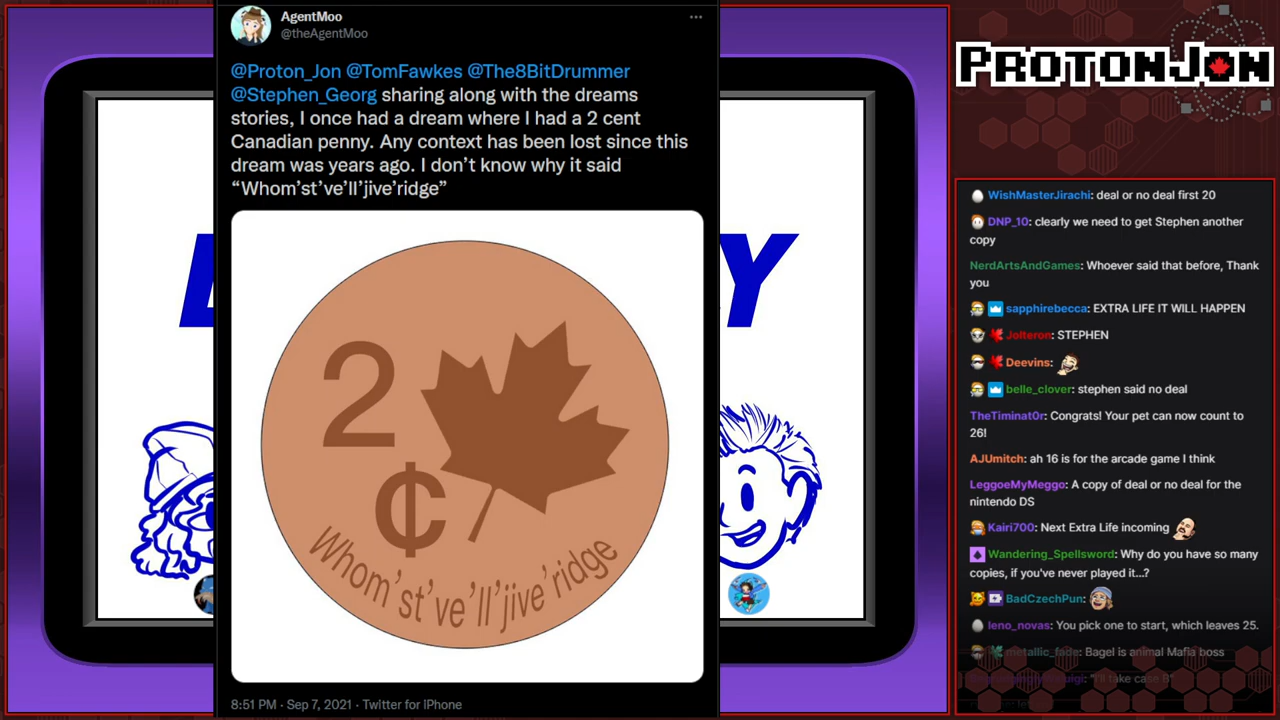 AgentMoo
@theAgentMoo
@Proton_Jon @TomFawkes @The8BitDrummer
@Stephen_Georg sharing along with the dreams
stories, I once had a dream where I had a 2 cent
Canadian penny. Any context has been lost since this
dream was years ago. I don’t know why it said
“Whom’st’ve’ll’jive’ridge”
2
¢
Whom’st’ve’ll’jive’ridge
8:51 PM · Sep 7, 2021 · Twitter for iPhone
Y
PROTONJON
WishMasterJirachi: deal or no deal first 20
DNP_10: clearly we need to get Stephen another
copy
NerdArtsAndGames: Whoever said that before, Thank
you
sapphirebecca: EXTRA LIFE IT WILL HAPPEN
Jolteron: STEPHEN
Deevins:
belle_clover: stephen said no deal
TheTiminat0r: Congrats! Your pet can now count to
26!
AJUmitch: ah 16 is for the arcade game I think
LeggoeMyMeggo: A copy of deal or no deal for the
nintendo DS
Kairi700: Next Extra Life incoming
Wandering_Spellsword: Why do you have so many
copies, if you've never played it...?
BadCzechPun:
leno_novas: You pick one to start, which leaves 25.
metallic_fade: Bagel is animal Mafia boss
"I'll take case B"